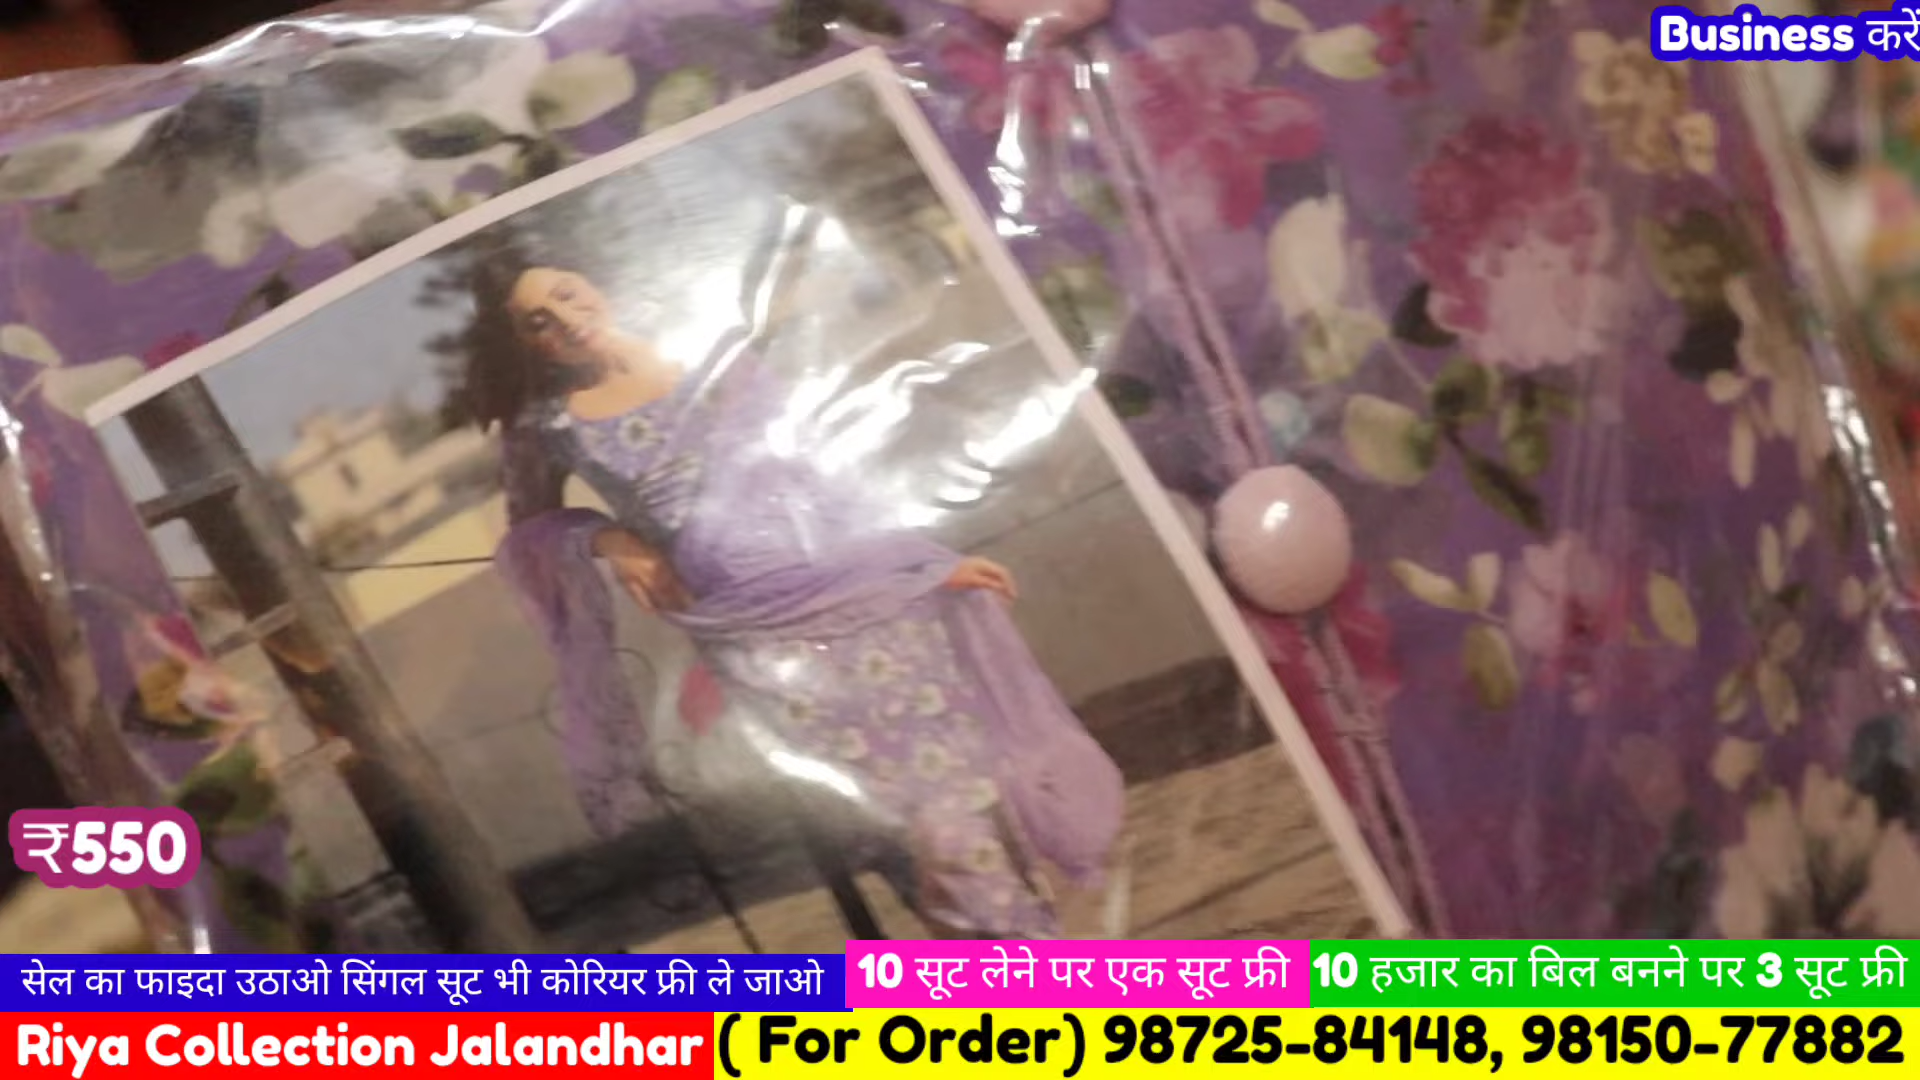 Business करें
₹550
सेल का फाइदा उठाओ सिंगल सूट भी कोरियर फ्री ले जाओ
10 सूट लेने पर एक सूट फ्री
10 हजार का बिल बनने पर 3 सूट फ्री
Riya Collection Jalandhar ( For Order) 98725-84148, 98150-77882